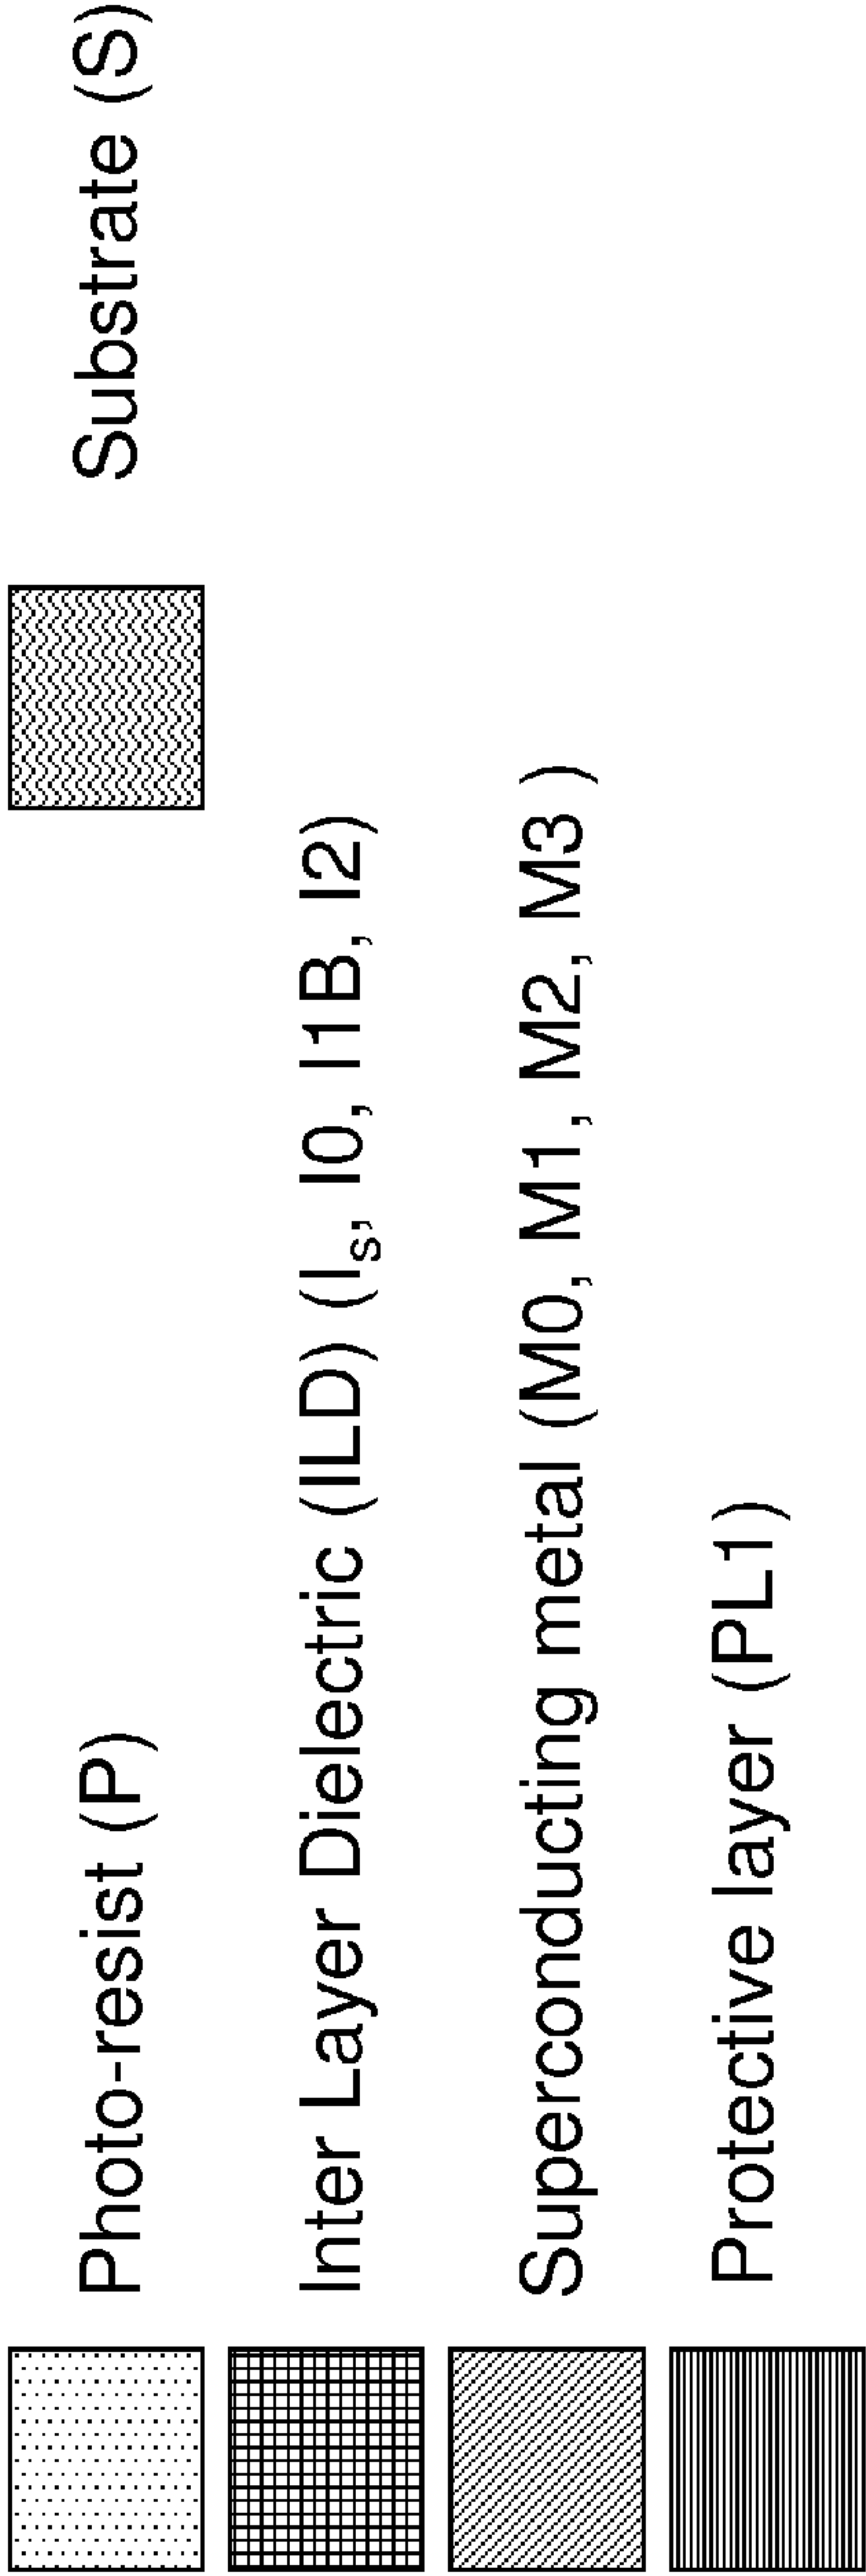 Photo-resist (P)
Substrate (S)
Inter Layer Dielectric (ILD) (Iₛ, I0, I1B, I2)
Superconducting metal (M0, M1, M2, M3 )
Protective layer (PL1)